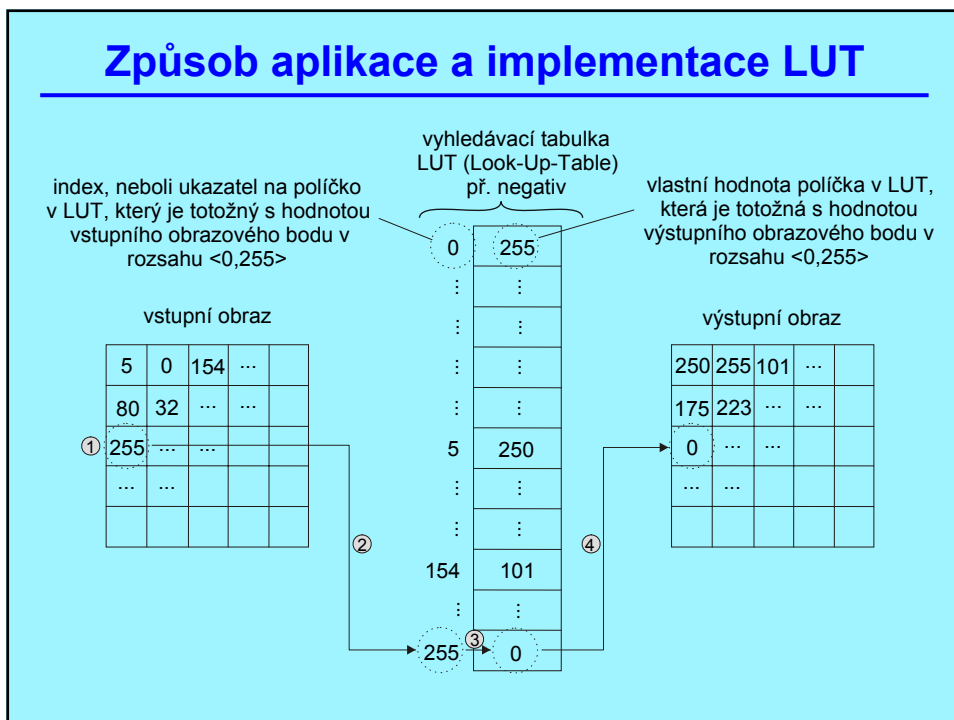 Způsob aplikace a implementace LUT
vyhledávací tabulka
LUT (Look-Up-Table)
př. negativ
index, neboli ukazatel na políčko
v LUT, který je totožný s hodnotou
vstupního obrazového bodu v
rozsahu <0,255>
vlastní hodnota políčka v LUT,
která je totožná s hodnotou
výstupního obrazového bodu v
rozsahu <0,255>
vstupní obraz
5 0 154 ...
80 32 ... ...
1 255 ... ...
... ...
2
0 255
⋮ ⋮
⋮ ⋮
⋮ ⋮
⋮ ⋮
5 250
⋮ ⋮
⋮ ⋮
154 101
⋮ ⋮
255 3 0
4
výstupní obraz
250 255 101 ...
175 223 ... ...
0 ... ...
... ...